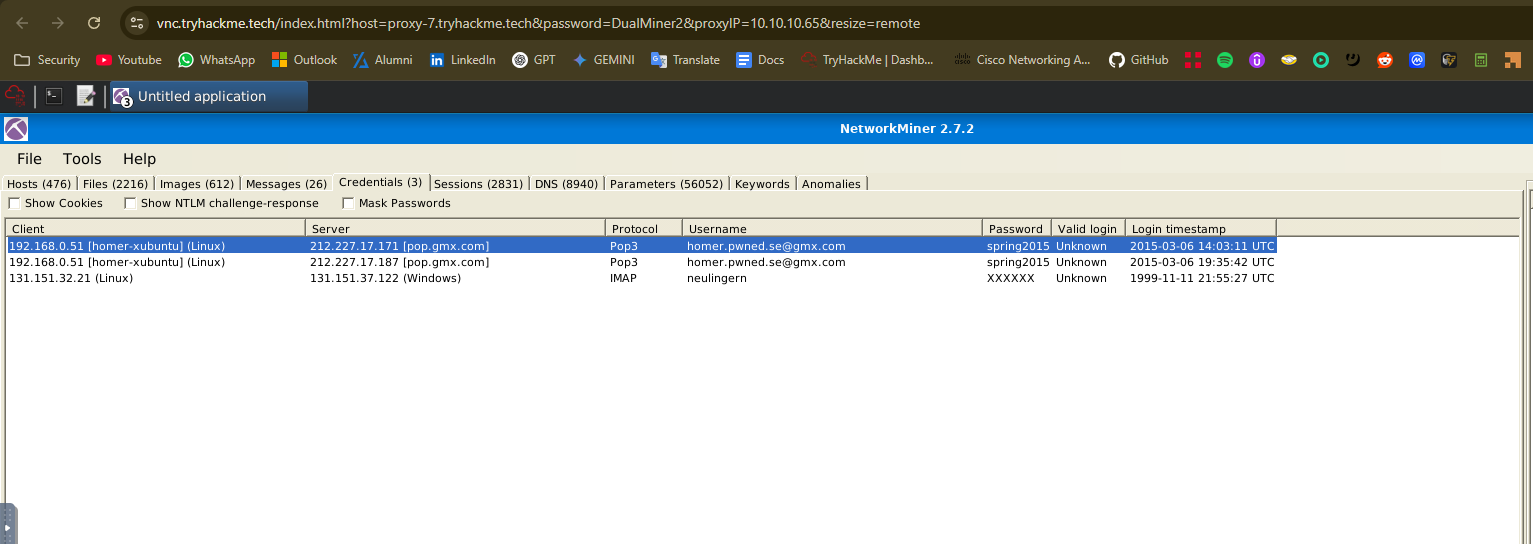 vnc.tryhackme.tech/index.html?host=proxy-7.tryhackme.tech&password=DualMiner2&proxyIP=10.10.10.65&resize=remote
Security Youtube WhatsApp Outlook Alumni LinkedIn GPT GEMINI Translate Docs TryHackMe | Dashb... Cisco Networking A... GitHub
3 Untitled application
NetworkMiner 2.7.2
File Tools Help
Hosts (476) Files (2216) Images (612) Messages (26) Credentials (3) Sessions (2831) DNS (8940) Parameters (56052) Keywords Anomalies
Show Cookies Show NTLM challenge-response Mask Passwords
Client Server Protocol Username Password Valid login Login timestamp
192.168.0.51 [homer-xubuntu] (Linux) 212.227.17.171 [pop.gmx.com] Pop3 homer.pwned.se@gmx.com spring2015 Unknown 2015-03-06 14:03:11 UTC
192.168.0.51 [homer-xubuntu] (Linux) 212.227.17.187 [pop.gmx.com] Pop3 homer.pwned.se@gmx.com spring2015 Unknown 2015-03-06 19:35:42 UTC
131.151.32.21 (Linux) 131.151.37.122 (Windows) IMAP neulingern XXXXXX Unknown 1999-11-11 21:55:27 UTC